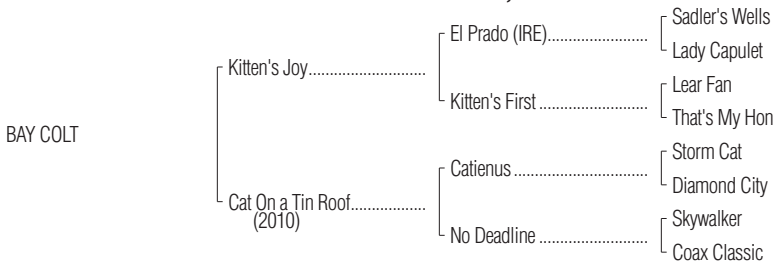 Sadler's Wells
El Prado (IRE)............................
Lady Capulet
Kitten's Joy............................
Lear Fan
Kitten's First ..............................
That's My Hon
BAY COLT
Storm Cat
Catienus ....................................
Diamond City
Cat On a Tin Roof..................
(2010)
Skywalker
No Deadline .............................
Coax Classic